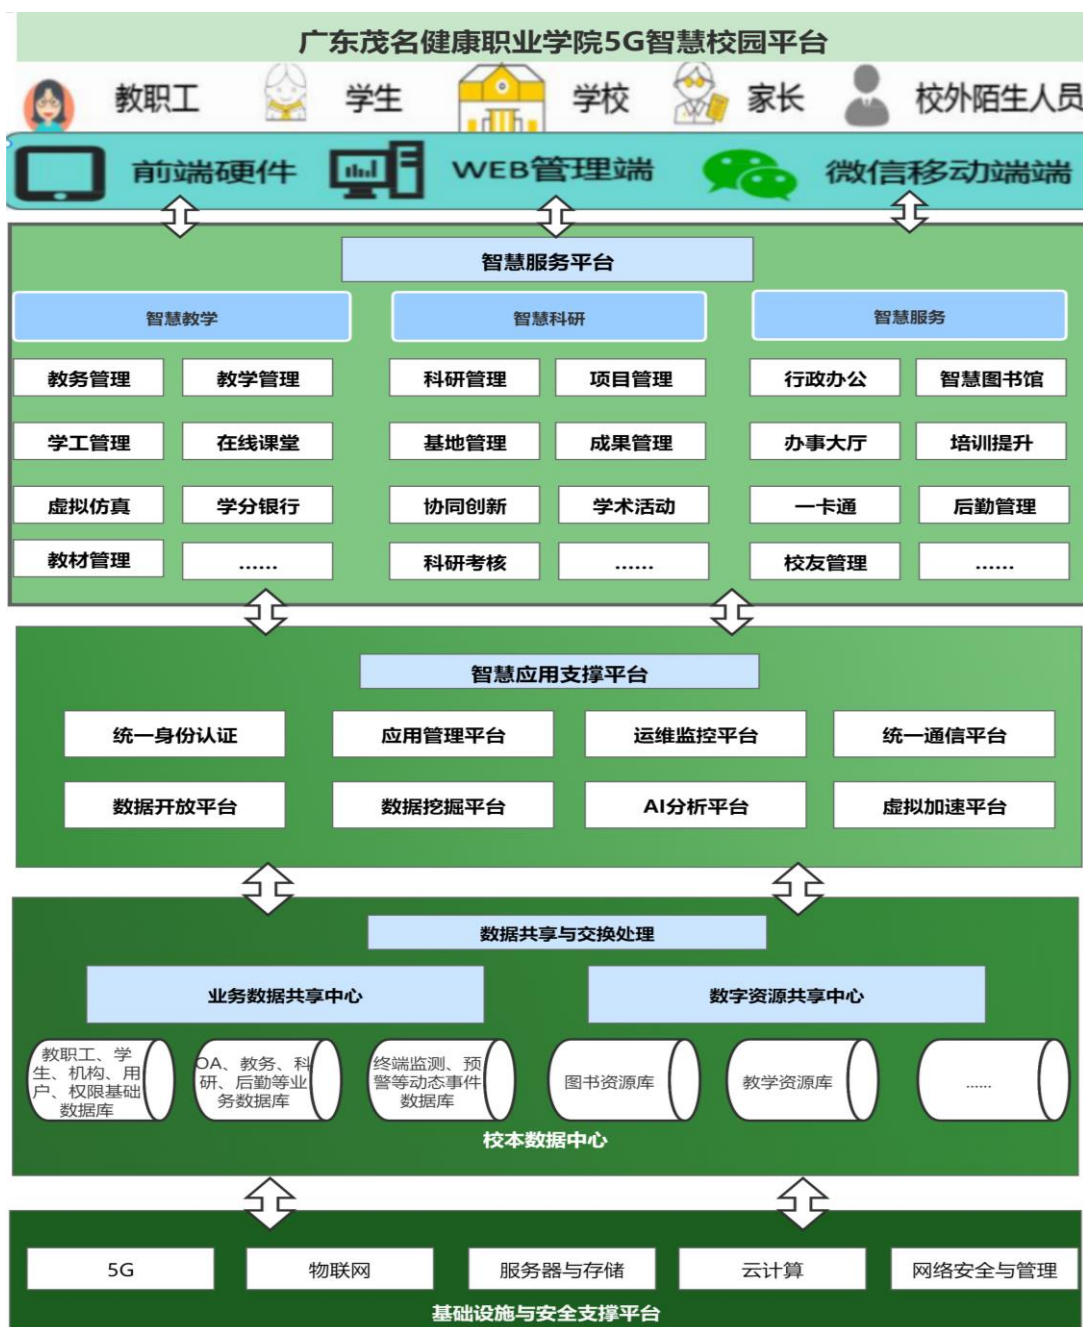 广东茂名健康职业学院5G智慧校园平台
教职工 学生 学校 家长 校外陌生人员
前端硬件 WEB管理端 微信移动端端
智慧服务平台
智慧教学 智慧科研 智慧服务
教务管理 教学管理 科研管理 项目管理 行政办公 智慧图书馆
学工管理 在线课堂 基地管理 成果管理 办事大厅 培训提升
虚拟仿真 学分银行 协同创新 学术活动 一卡通 后勤管理
教材管理 …… 科研考核 …… 校友管理 ……
智慧应用支撑平台
统一身份认证 应用管理平台 运维监控平台 统一通信平台
数据开放平台 数据挖掘平台 AI分析平台 虚拟加速平台
数据共享与交换处理
业务数据共享中心 数字资源共享中心
教职工、学
生、机构、用
户、权限基础
数据库
OA、教务、科
研、后勤等业
务数据库
终端监测、预
警等动态事件
数据库
图书资源库
教学资源库
……
校本数据中心
5G 物联网 服务器与存储 云计算 网络安全与管理
基础设施与安全支撑平台